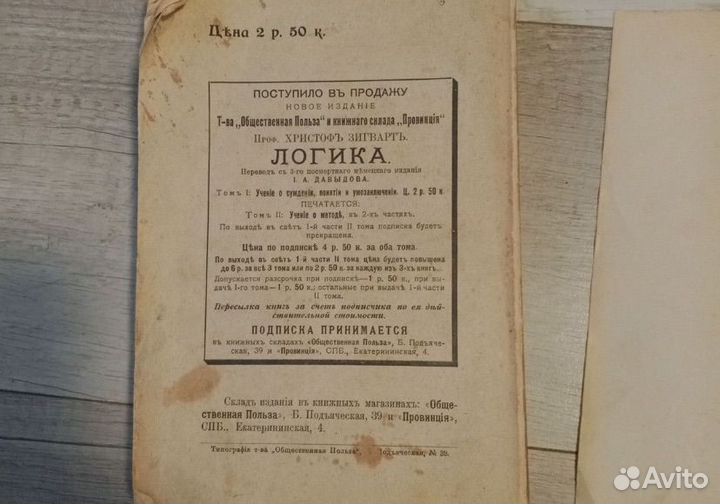 Цѣна 2 р. 50 к.
ПОСТУПИЛО ВЪ ПРОДАЖУ
НОВОЕ ИЗДАНІЕ
Т-ва „Общественная Польза" и книжнаго склада „Провинція"
Проф. ХРИСТОФЪ ЗИГВАРТЪ.
ЛОГИКА.
Переводъ съ 3-го посмертнаго нѣмецкаго изданія
І. А. ДАВЫДОВА.
Томъ I: Ученіе о сужденіи, понятіи и умозаключеніи. Ц. 2 р. 50 к.
ПЕЧАТАЕТСЯ:
Томъ II: Ученіе о методѣ, въ 2-хъ частяхъ.
По выходѣ въ свѣтъ 1-й части II тома подписка будетъ
прекращена.
Цѣна по подпискѣ 4 р. 50 к. за оба тома.
По выходѣ въ свѣтъ 1-й части II тома цѣна будетъ повышена
до 6 р. за всѣ 3 тома или по 2 р. 50 к. за каждую изъ 3-хъ книгъ.
Допускается разсрочка при подпискѣ—1 р. 50 к., при вы-
дачѣ 1-го тома—1 р. 50 к.; остальные при выдачѣ 1-й части
II тома.
Пересылка книгъ за счетъ подписчика по ея дѣй-
ствительной стоимости.
ПОДПИСКА ПРИНИМАЕТСЯ
въ книжныхъ складахъ «Общественная Польза», Б. Подъяче-
ская, 39 и «Провинція», СПБ., Екатерининская, 4.
Складъ изданія въ книжныхъ магазинахъ: «Обще-
ственная Польза», Б. Подъяческая, 39 и «Провинція»,
СПБ., Екатерининская, 4.
Типографія т-ва „Общественная Польза", Подъяческая, № 39.
Avito